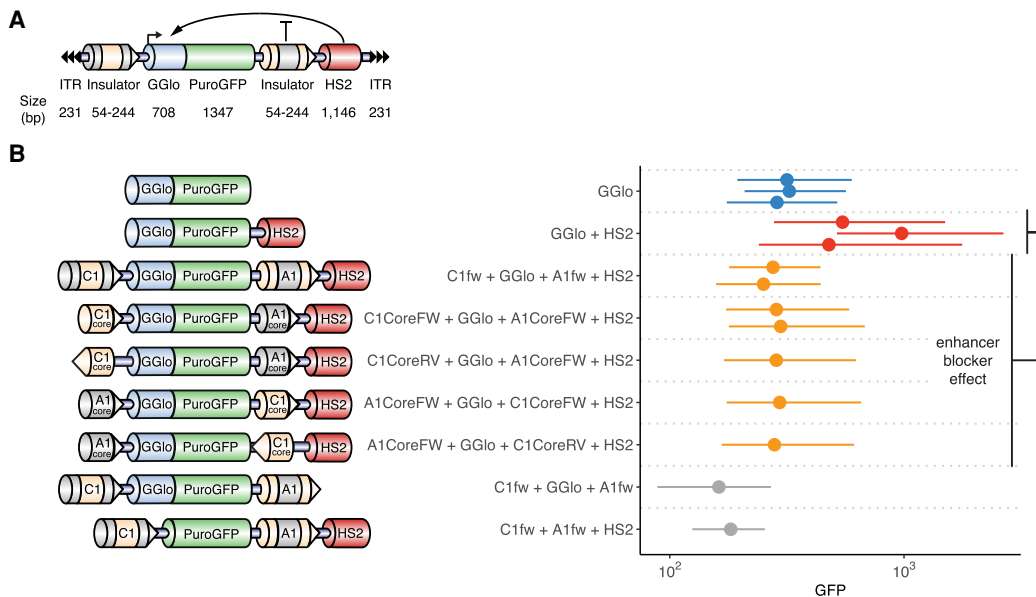 A
ITR Insulator GGlo PuroGFP Insulator HS2 ITR
Size (bp) 231 54-244 708 1347 54-244 1,146 231
B
GGlo PuroGFP
GGlo
GGlo PuroGFP HS2
GGlo + HS2
C1 GGlo PuroGFP A1 HS2
C1fw + GGlo + A1fw + HS2
C1 core GGlo PuroGFP A1 core HS2
C1CoreFW + GGlo + A1CoreFW + HS2
C1 core GGlo PuroGFP A1 core HS2
C1CoreRV + GGlo + A1CoreFW + HS2
A1 core GGlo PuroGFP C1 core HS2
A1CoreFW + GGlo + C1CoreFW + HS2
A1 core GGlo PuroGFP C1 core HS2
A1CoreFW + GGlo + C1CoreRV + HS2
C1 GGlo PuroGFP A1
C1fw + GGlo + A1fw
C1 PuroGFP A1 HS2
C1fw + A1fw + HS2
enhancer
blocker
effect
10² 10³
GFP